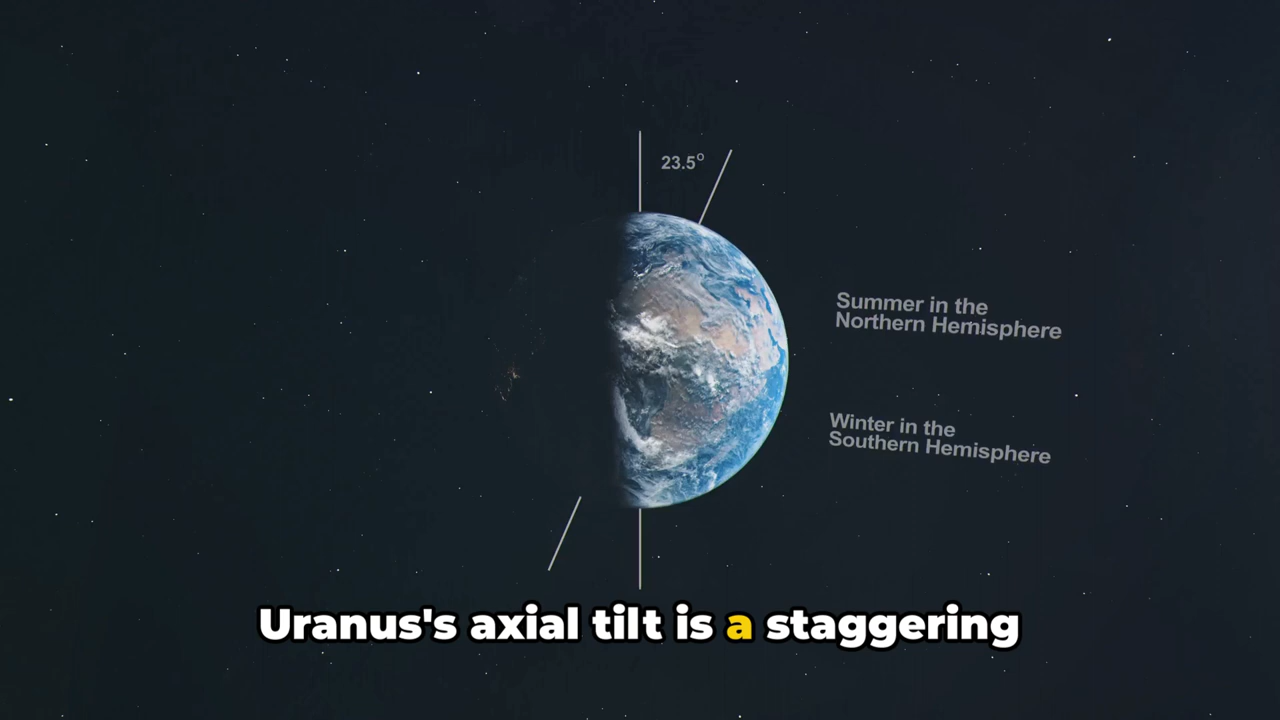 23.5°
Summer in the
Northern Hemisphere
Winter in the
Southern Hemisphere
Uranus's axial tilt is a staggering